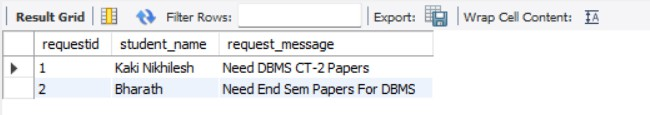 Result Grid Filter Rows: Export: Wrap Cell Content: IA
requestid student_name request_message
1 Kaki Nikhilesh Need DBMS CT-2 Papers
2 Bharath Need End Sem Papers For DBMS